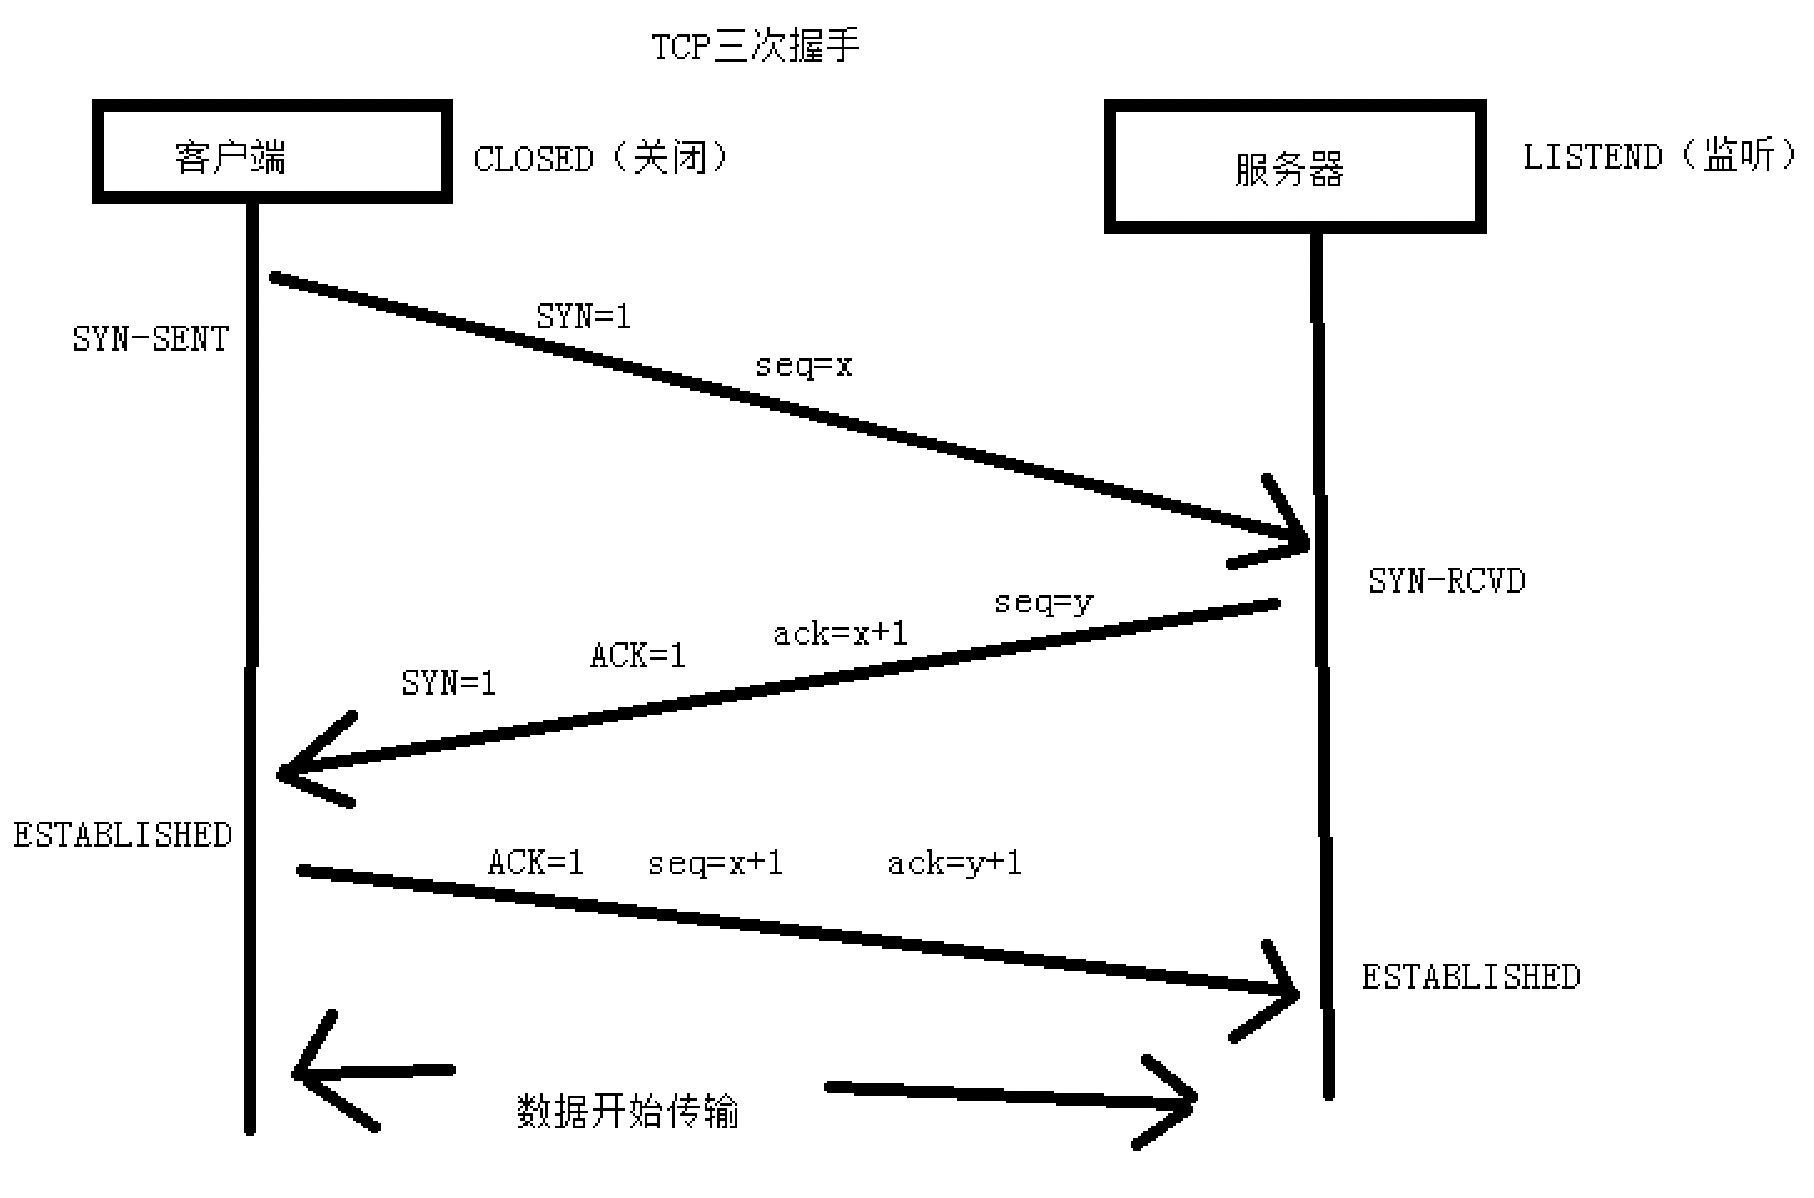 TCP三次握手
客户端
CLOSED（关闭）
服务器
LISTEND（监听）
SYN-SENT
SYN=1
seq=x
SYN-RCVD
seq=y
ack=x+1
ACK=1
SYN=1
ESTABLISHED
ACK=1 seq=x+1 ack=y+1
ESTABLISHED
数据开始传输